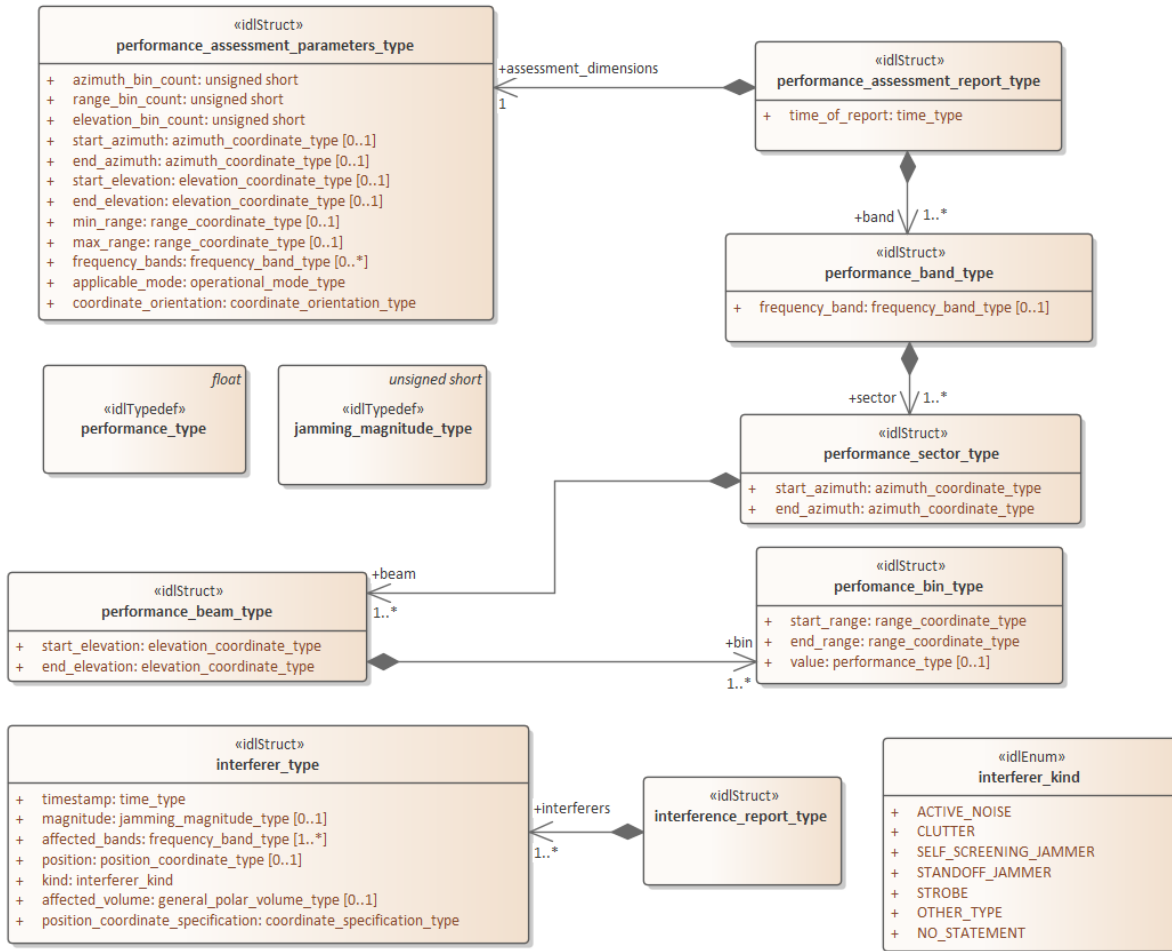 «idlStruct»
performance_assessment_parameters_type
+ azimuth_bin_count: unsigned short
+ range_bin_count: unsigned short
+ elevation_bin_count: unsigned short
+ start_azimuth: azimuth_coordinate_type [0..1]
+ end_azimuth: azimuth_coordinate_type [0..1]
+ start_elevation: elevation_coordinate_type [0..1]
+ end_elevation: elevation_coordinate_type [0..1]
+ min_range: range_coordinate_type [0..1]
+ max_range: range_coordinate_type [0..1]
+ frequency_bands: frequency_band_type [0..*]
+ applicable_mode: operational_mode_type
+ coordinate_orientation: coordinate_orientation_type
+assessment_dimensions
1
«idlStruct»
performance_assessment_report_type
+ time_of_report: time_type
+band
1..*
«idlStruct»
performance_band_type
+ frequency_band: frequency_band_type [0..1]
float
«idlTypedef»
performance_type
unsigned short
«idlTypedef»
jamming_magnitude_type
+sector
1..*
«idlStruct»
performance_sector_type
+ start_azimuth: azimuth_coordinate_type
+ end_azimuth: azimuth_coordinate_type
+beam
1..*
«idlStruct»
performance_beam_type
+ start_elevation: elevation_coordinate_type
+ end_elevation: elevation_coordinate_type
+bin
1..*
«idlStruct»
perfomance_bin_type
+ start_range: range_coordinate_type
+ end_range: range_coordinate_type
+ value: performance_type [0..1]
«idlStruct»
interferer_type
+ timestamp: time_type
+ magnitude: jamming_magnitude_type [0..1]
+ affected_bands: frequency_band_type [1..*]
+ position: position_coordinate_type [0..1]
+ kind: interferer_kind
+ affected_volume: general_polar_volume_type [0..1]
+ position_coordinate_specification: coordinate_specification_type
+interferers
1..*
«idlStruct»
interference_report_type
«idlEnum»
interferer_kind
+ ACTIVE_NOISE
+ CLUTTER
+ SELF_SCREENING_JAMMER
+ STANDOFF_JAMMER
+ STROBE
+ OTHER_TYPE
+ NO_STATEMENT